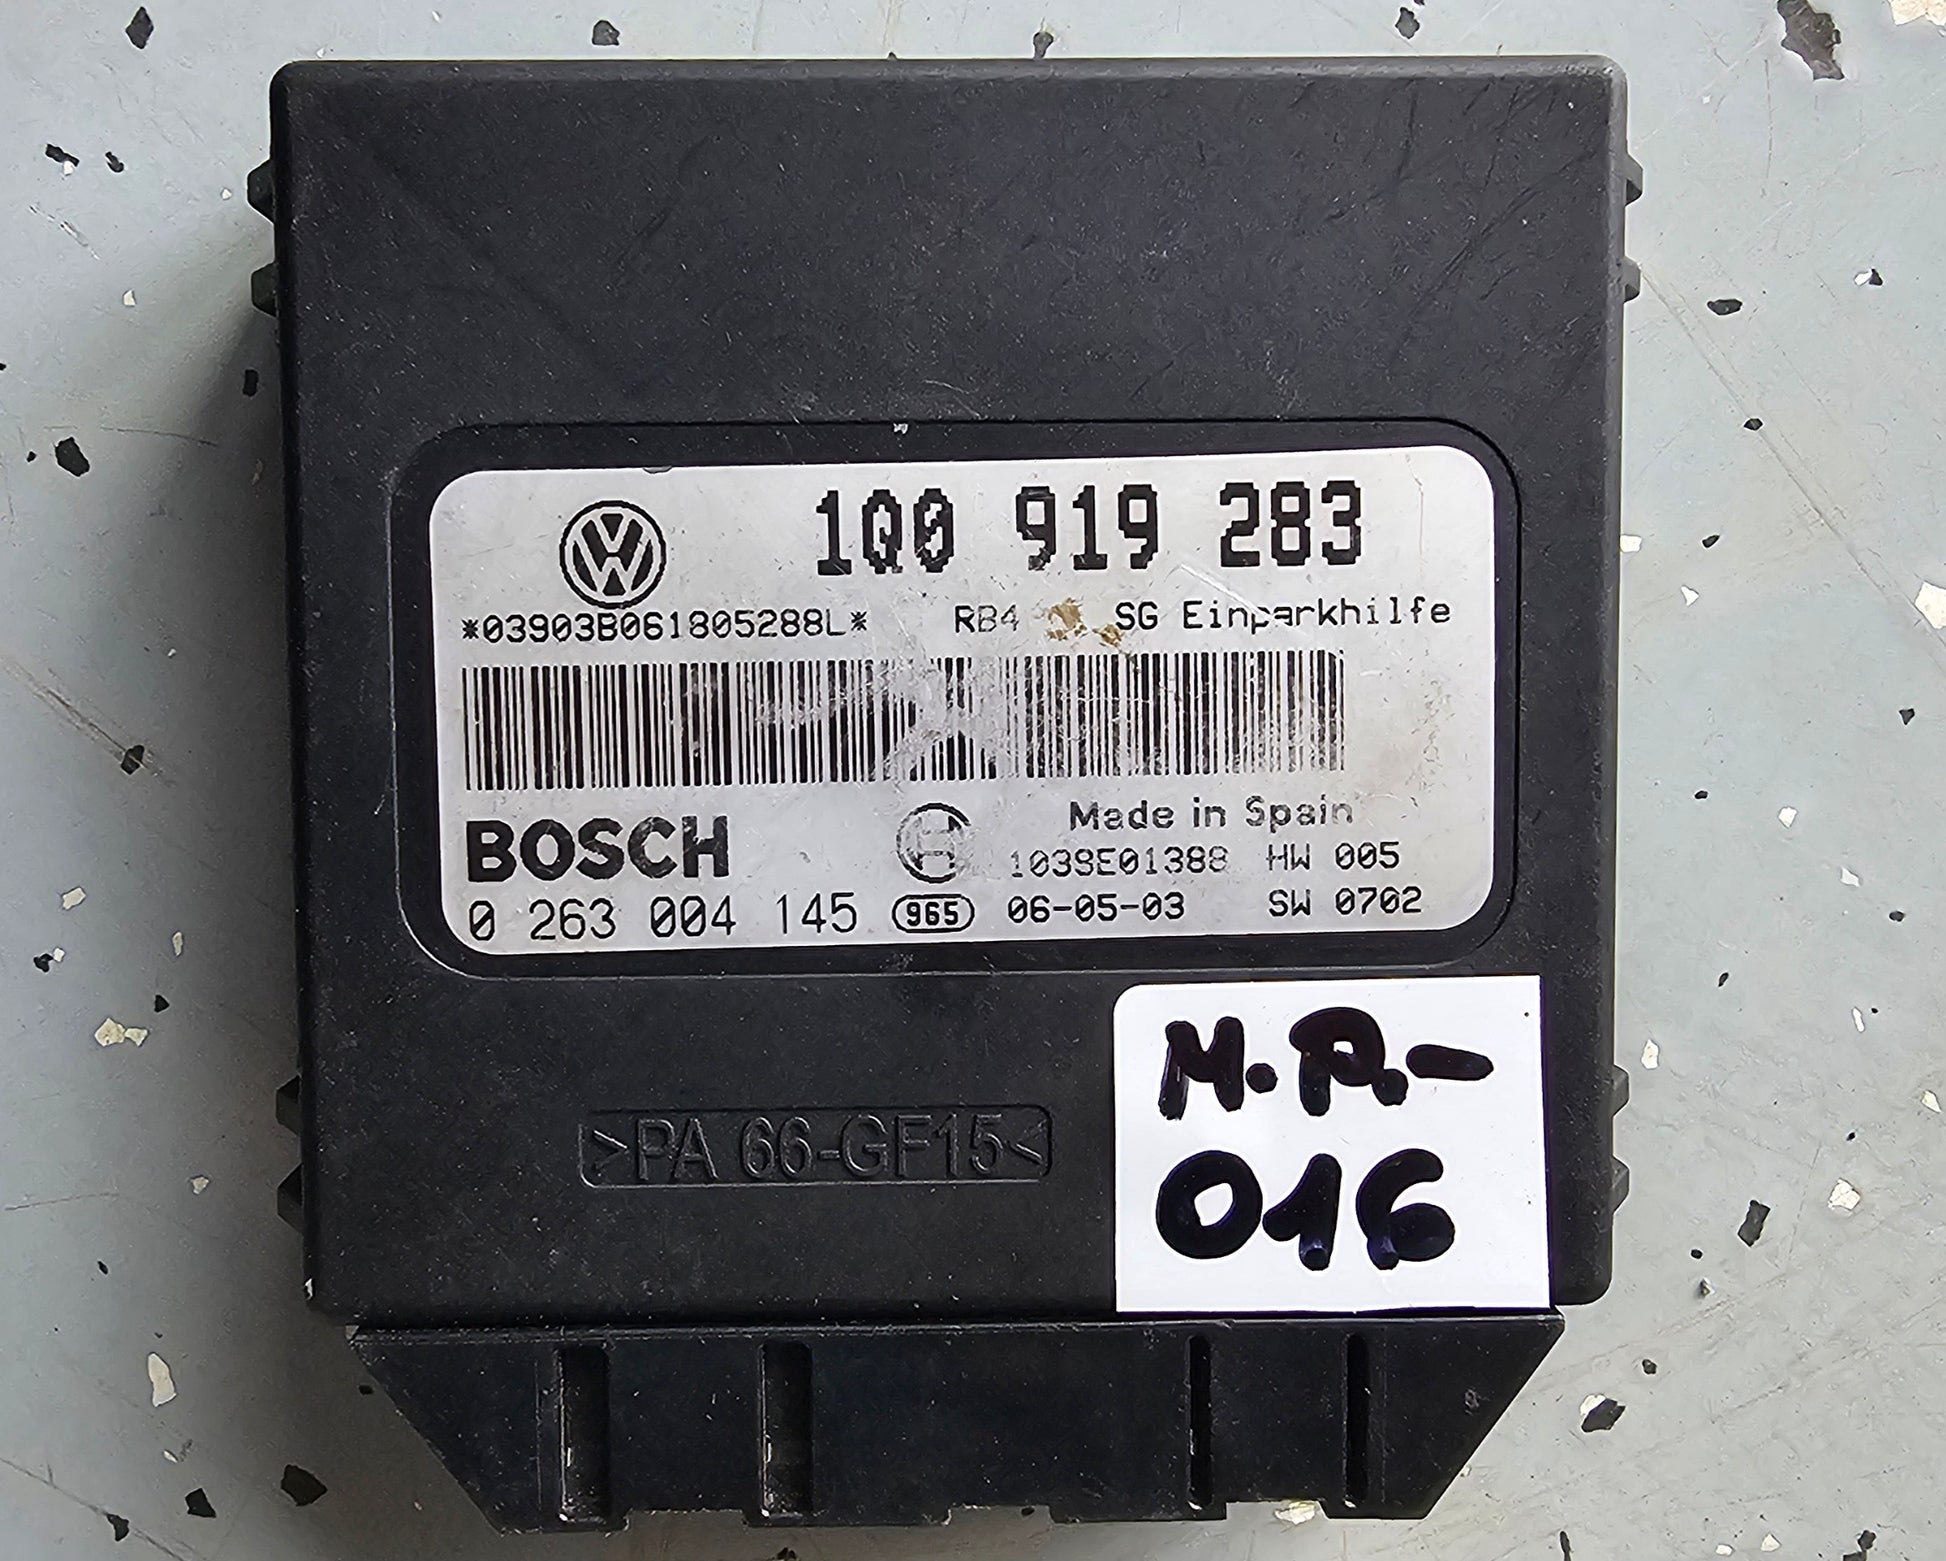 1Q0 919 283
*03903B061805288L* RB4 SG Einparkhilfe
Made in Spain
BOSCH 1039E01388 HW 005
0 263 004 145 965 06-05-03 SW 0702
>PA 66-GF15<
M.P.-
016